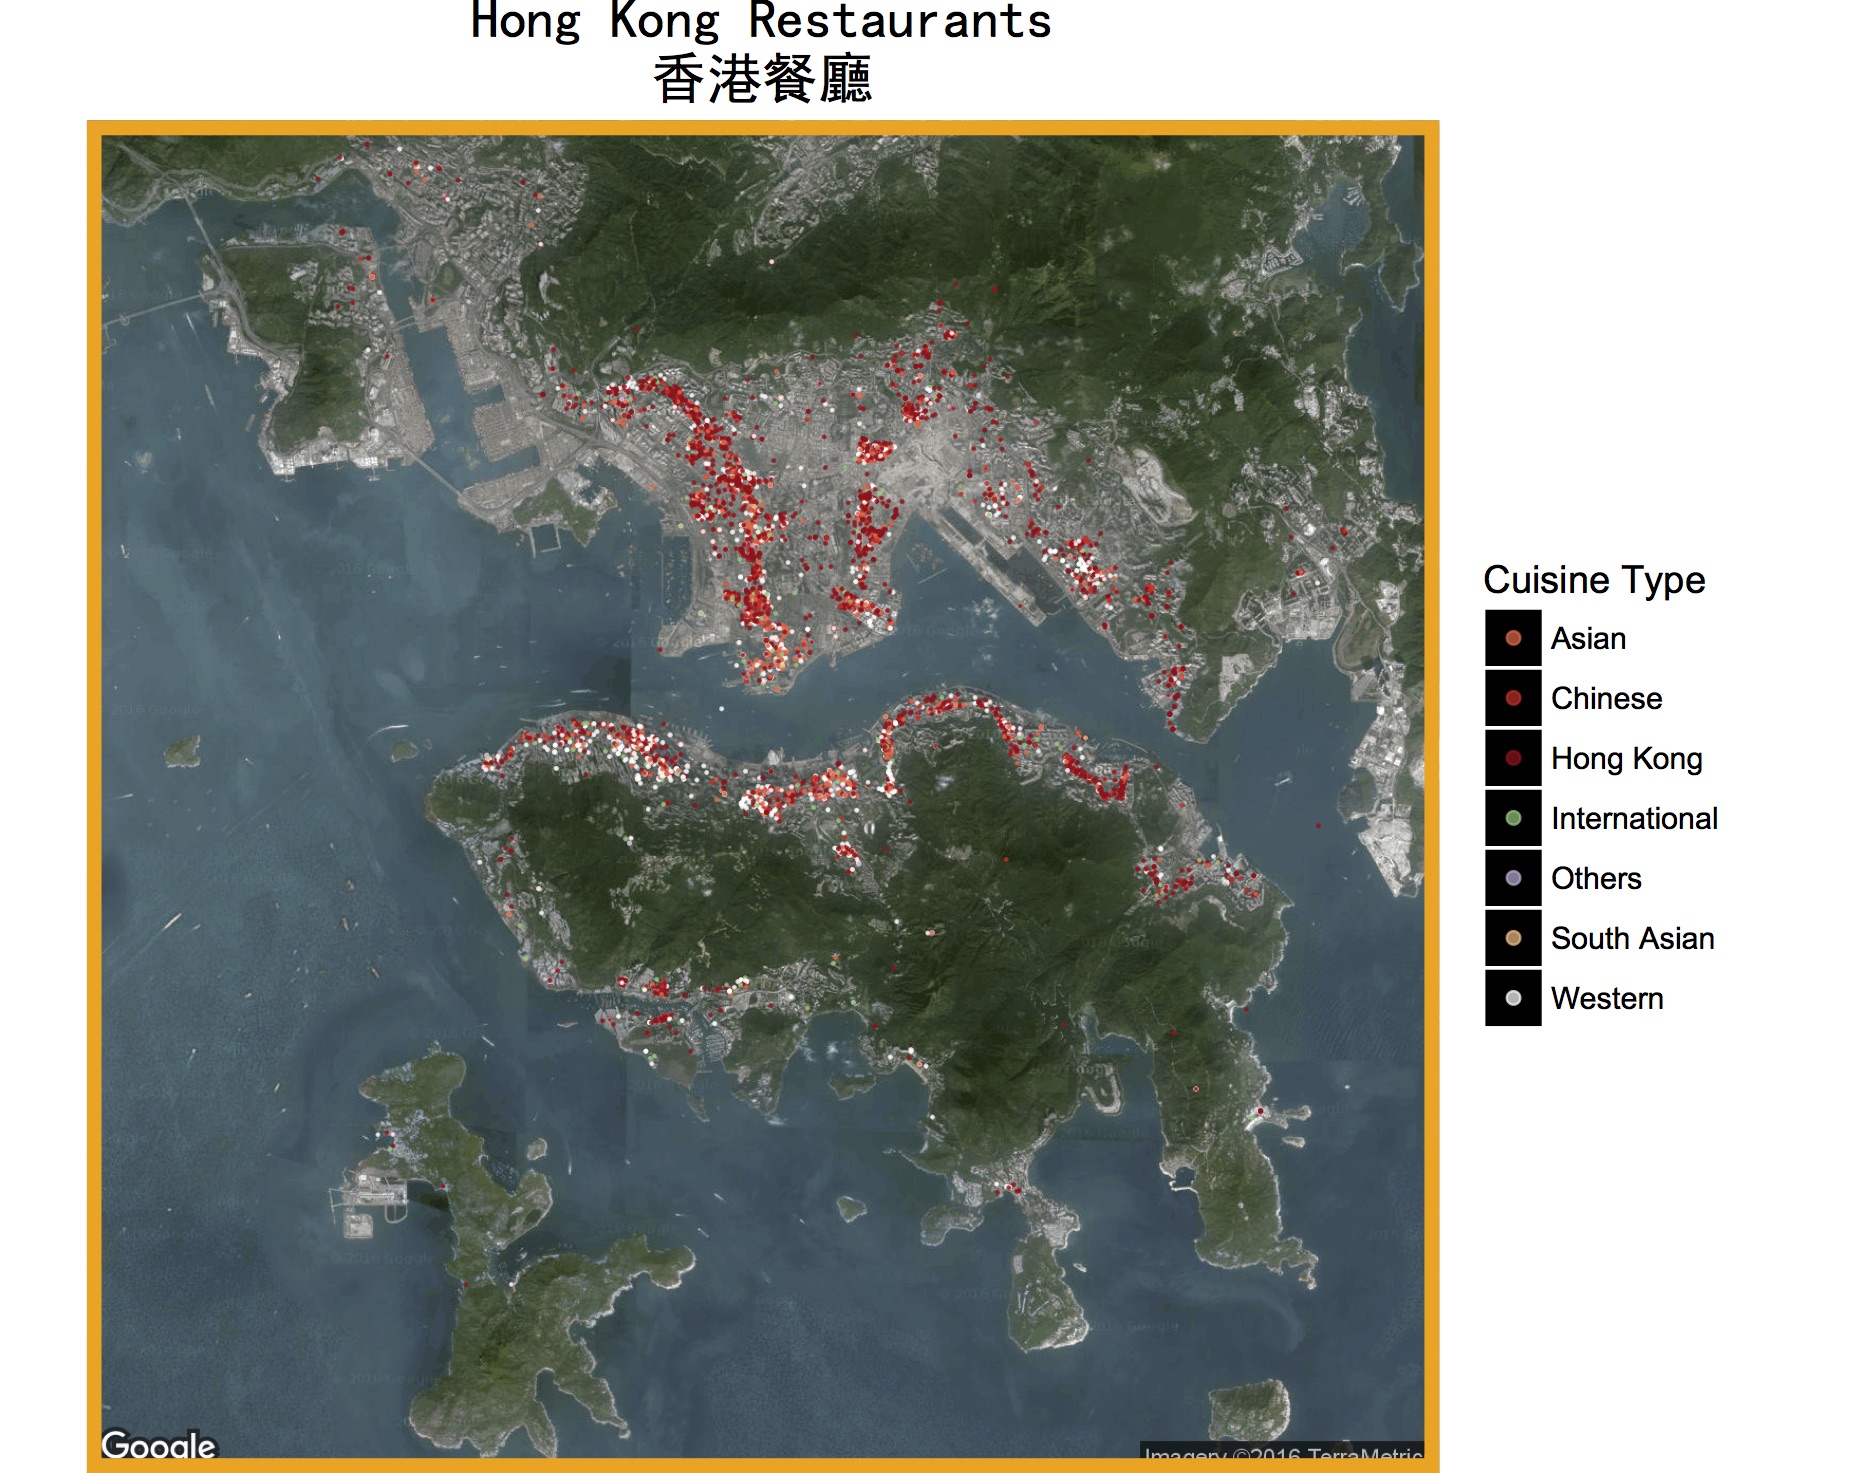 Hong Kong Restaurants
香港餐廳
Cuisine Type
Asian
Chinese
Hong Kong
International
Others
South Asian
Western
Google
Imagery ©2016 TerraMetric